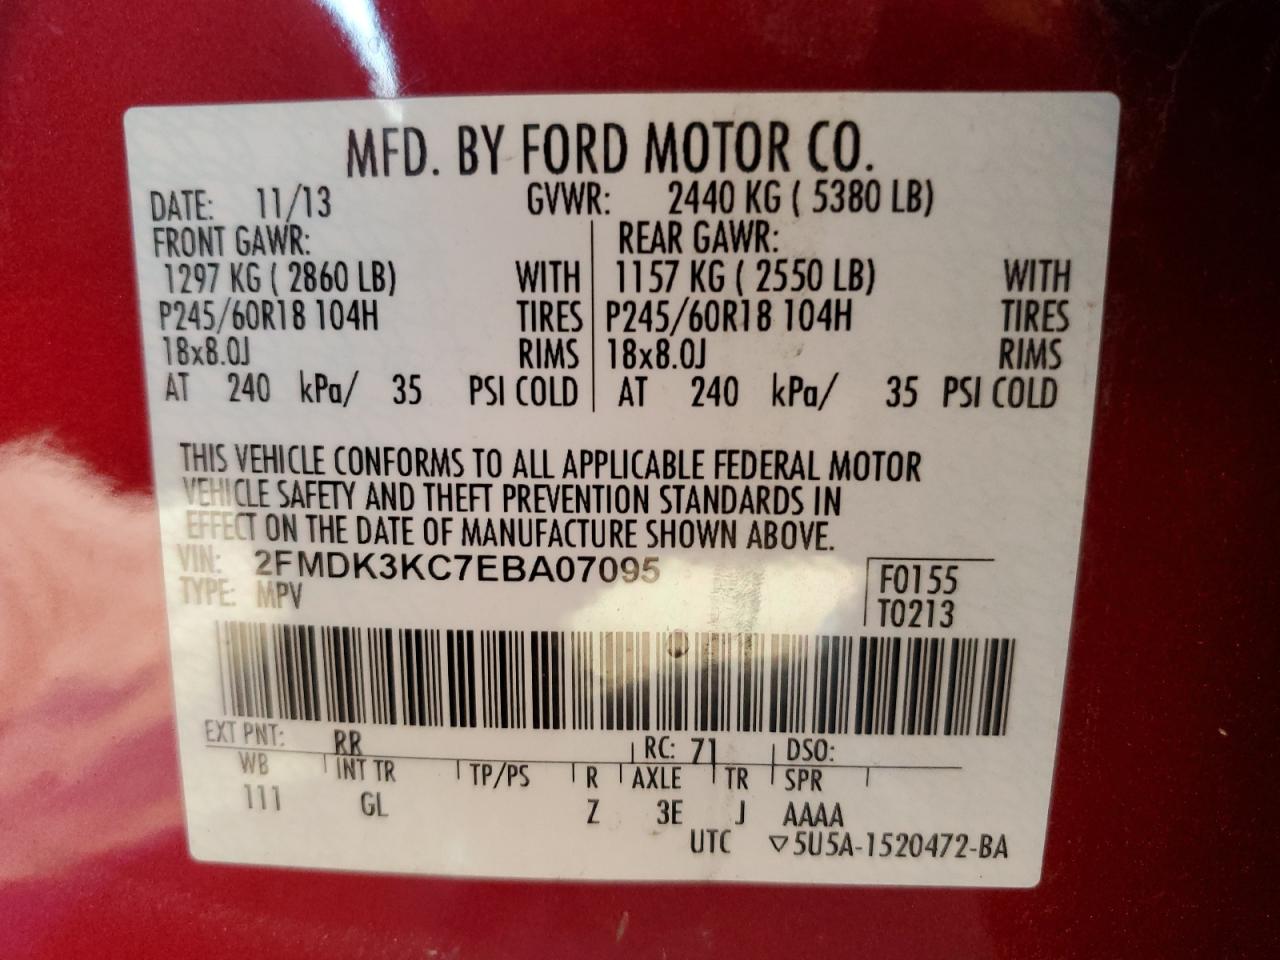 MFD. BY FORD MOTOR CO.
DATE: 11/13 GVWR: 2440 KG ( 5380 LB)
FRONT GAWR: REAR GAWR:
1297 KG ( 2860 LB) WITH 1157 KG ( 2550 LB) WITH
P245/60R18 104H TIRES P245/60R18 104H TIRES
18x8.0J RIMS 18x8.0J RIMS
AT 240 kPa/ 35 PSI COLD AT 240 kPa/ 35 PSI COLD
THIS VEHICLE CONFORMS TO ALL APPLICABLE FEDERAL MOTOR
VEHICLE SAFETY AND THEFT PREVENTION STANDARDS IN
EFFECT ON THE DATE OF MANUFACTURE SHOWN ABOVE.
VIN: 2FMDK3KC7EBA07095
TYPE: MPV
F0155
T0213
EXT PNT: RR RC: 71 DSO:
WB INT TR TP/PS R AXLE TR SPR
111 GL Z 3E J AAAA
UTC ▽5U5A-1520472-BA